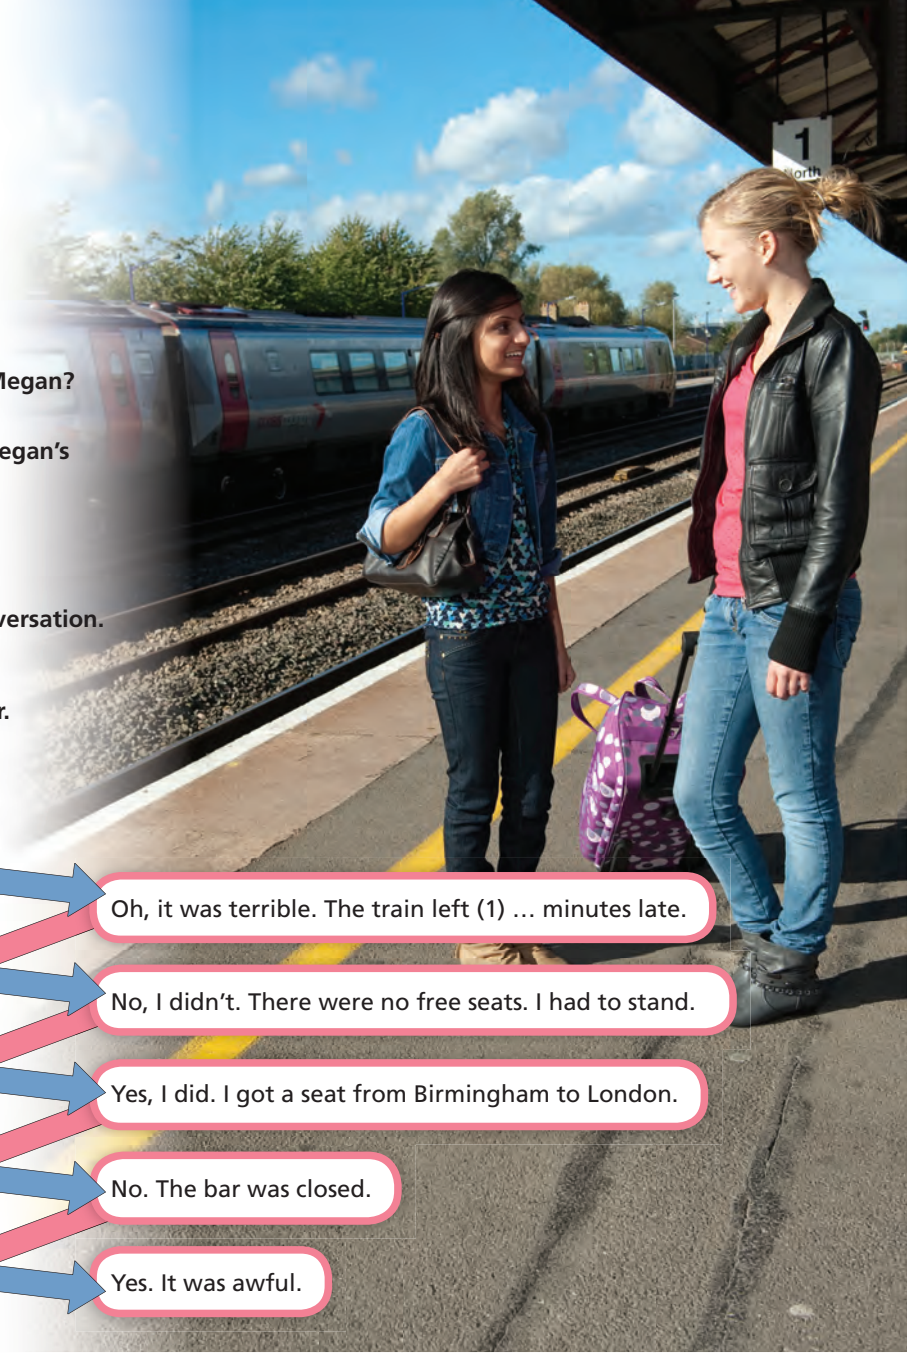 1
North
Megan?
egan's
versation.
r.
Oh, it was terrible. The train left (1) … minutes late.
No, I didn't. There were no free seats. I had to stand.
Yes, I did. I got a seat from Birmingham to London.
No. The bar was closed.
Yes. It was awful.